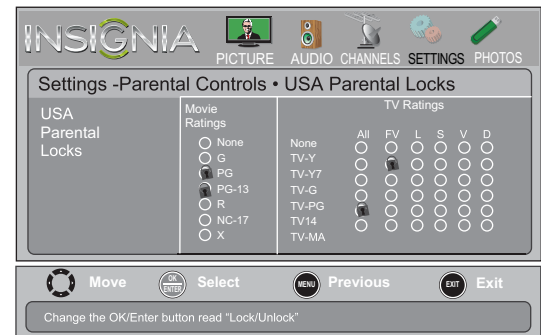 INSIGNIA
PICTURE AUDIO CHANNELS SETTINGS PHOTOS
Settings -Parental Controls • USA Parental Locks
USA
Parental
Locks
Movie
Ratings
None
G
PG
PG-13
R
NC-17
X
TV Ratings
All FV L S V D
None
TV-Y
TV-Y7
TV-G
TV-PG
TV14
TV-MA
Move
OK
ENTER
Select
MENU
Previous
EXIT
Exit
Change the OK/Enter button read “Lock/Unlock”